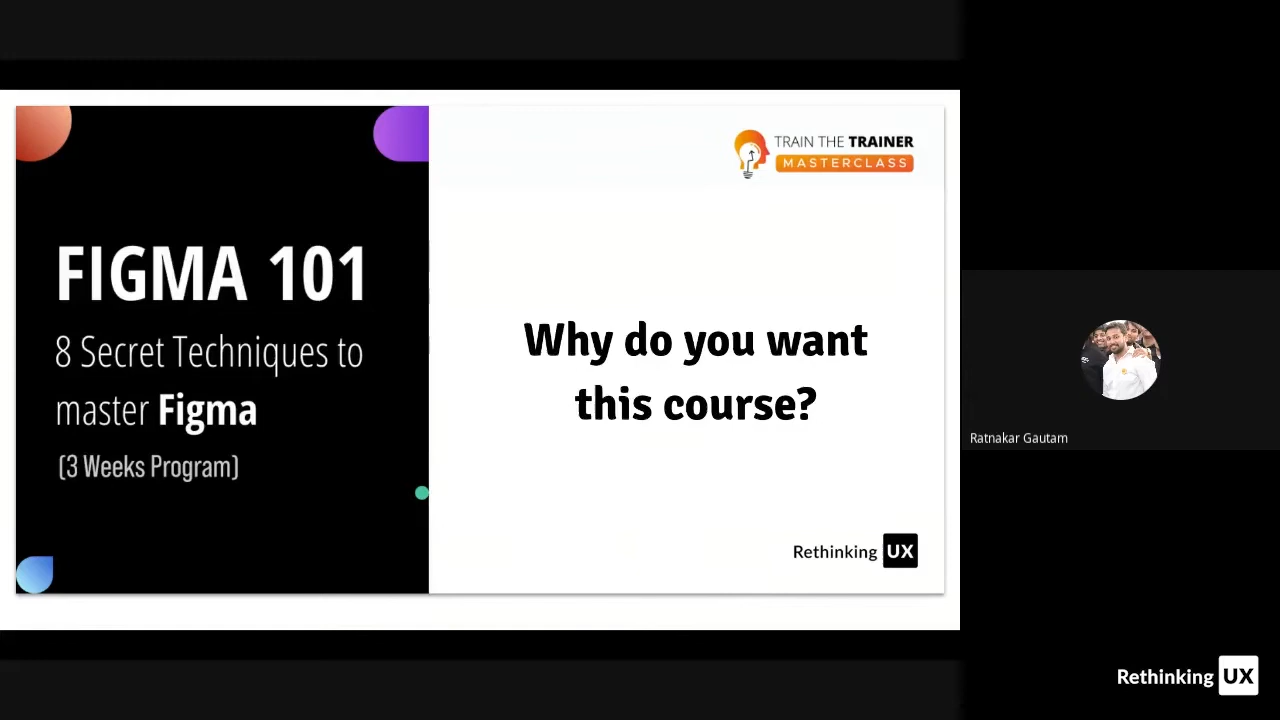 FIGMA 101
8 Secret Techniques to
master Figma
(3 Weeks Program)
TRAIN THE TRAINER
MASTERCLASS
Why do you want
this course?
Rethinking UX
Ratnakar Gautam
Rethinking UX